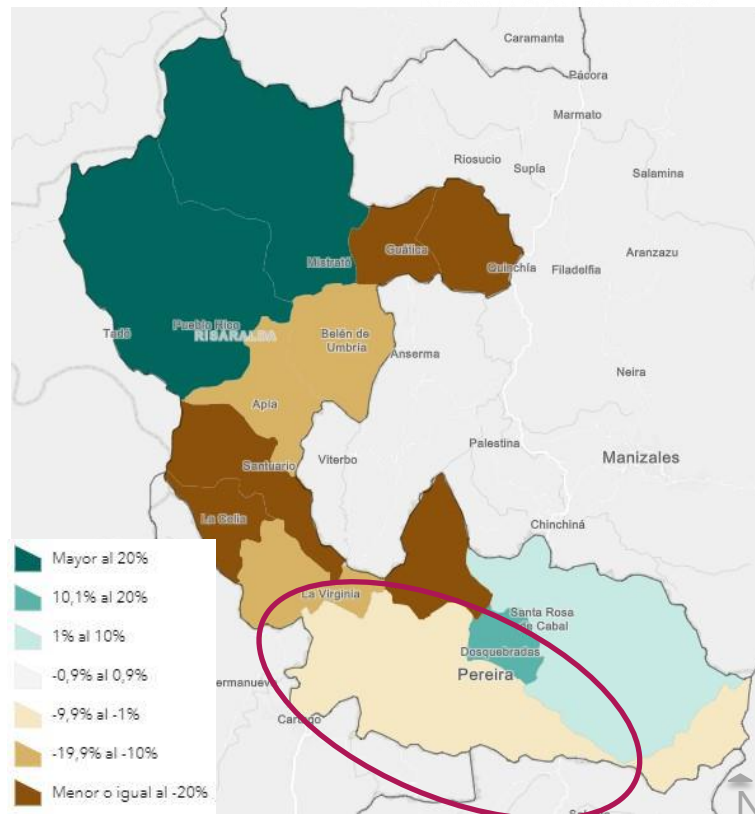 Caramanta
Pácora
Marmato
Riosucio
Supía
Salamina
Guática
Aranzazu
Mistrató
Quinchía
Filadelfia
Tadó
Pueblo Rico
RISARALDA
Belén de
Umbría
Anserma
Neira
Apía
Palestina
Manizales
Santuario
Viterbo
La Celia
Chinchiná
Mayor al 20%
10,1% al 20%
La Virginia
Santa Rosa
de Cabal
1% al 10%
Dosquebradas
-0,9% al 0,9%
Pereira
ermanuevo
-9,9% al -1%
Cartago
-19,9% al -10%
Menor o igual al -20%
N